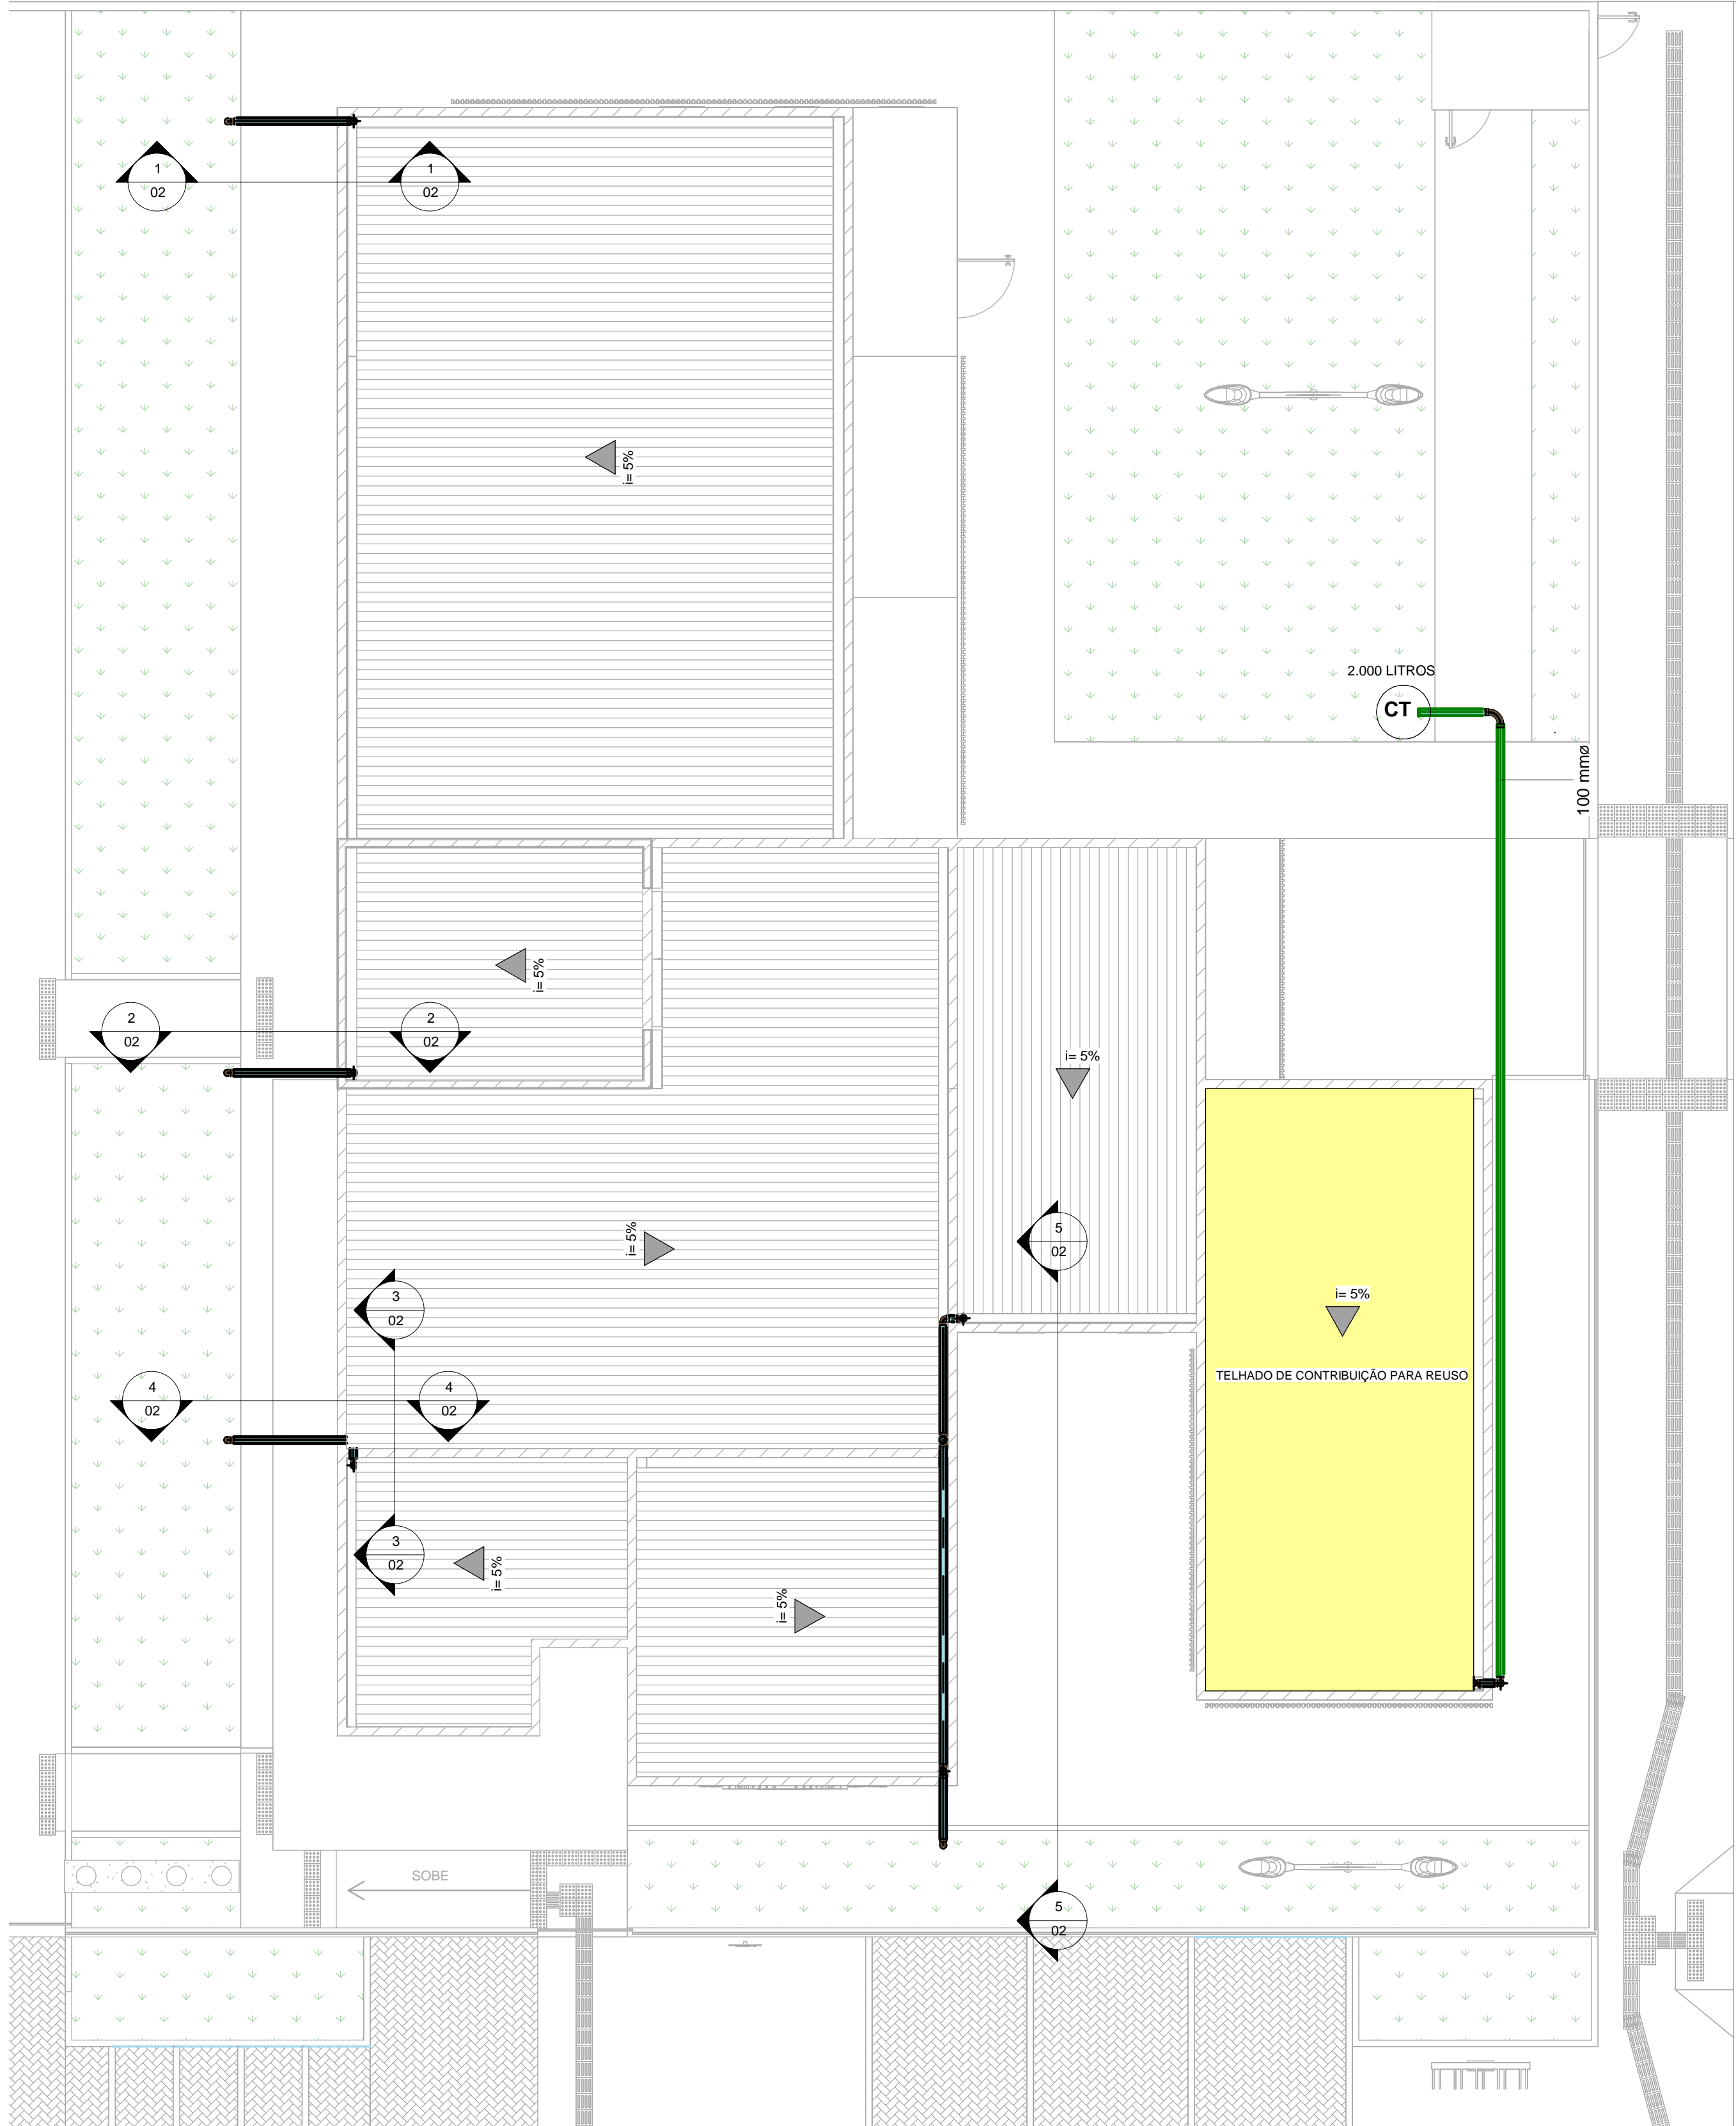 1
02
1
02
i= 5%
2.000 LITROS
CT
100 mmø
i= 5%
2
02
2
02
i= 5%
5
02
i= 5%
3
02
i= 5%
TELHADO DE CONTRIBUIÇÃO PARA REUSO
4
02
4
02
3
02
i= 5%
i= 5%
SOBE
5
02